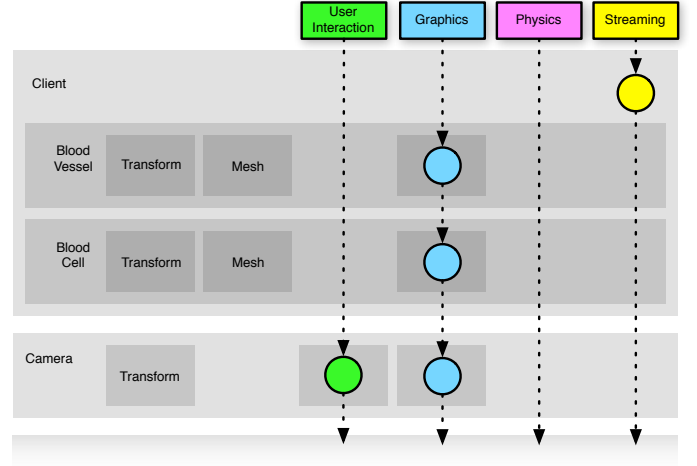 User
Interaction
Graphics
Physics
Streaming
Client
Blood
Vessel
Transform
Mesh
Blood
Cell
Transform
Mesh
Camera
Transform